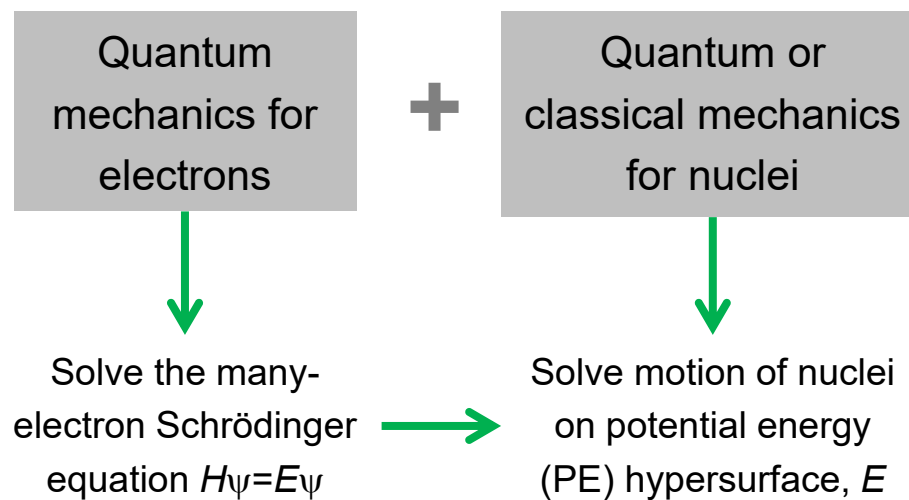 Quantum
mechanics for
electrons
+
Quantum or
classical mechanics
for nuclei
Solve the many-
electron Schrödinger
equation Hψ=Eψ
Solve motion of nuclei
on potential energy
(PE) hypersurface, E